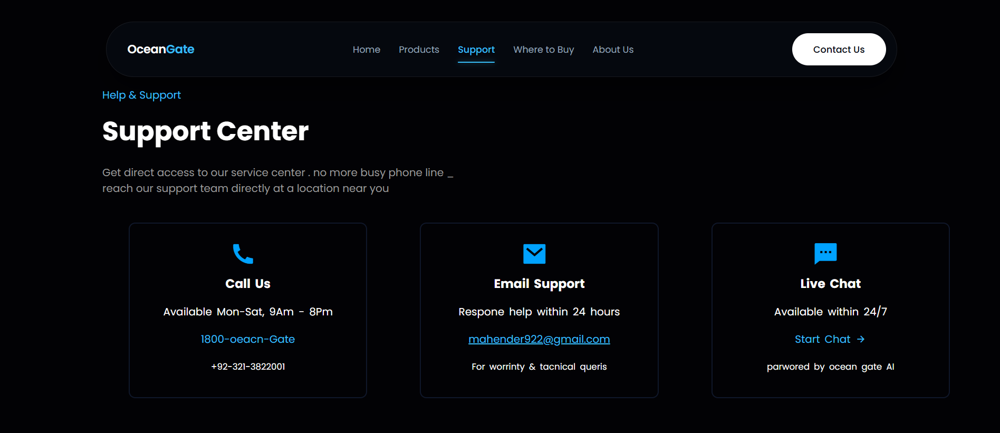 OceanGate
Home
Products
Support
Where to Buy
About Us
Contact Us
Help & Support
Support Center
Get direct access to our service center . no more busy phone line _
reach our support team directly at a location near you
Call Us
Available Mon-Sat, 9Am - 8Pm
1800-oeacn-Gate
+92-321-3822001
Email Support
Respone help within 24 hours
mahender922@gmail.com
For worrinty & tacnical queris
Live Chat
Available within 24/7
Start Chat →
parwored by ocean gate AI